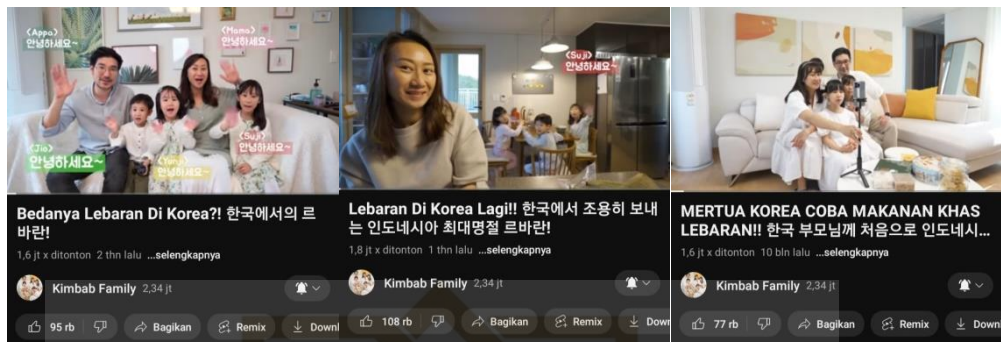 <Appa>
안녕하세요~
<Mama>
안녕하세요~
<Suji>
안녕하세요~
<Jio>
안녕하세요~
<Yunji>
안녕하세요~
Bedanya Lebaran Di Korea?! 한국에서의 르
바란!
1,6 jt x ditonton 2 thn lalu ...selengkapnya
Kimbab Family 2,34 jt
95 rb Bagikan Remix Downl
<Suji>
안녕하세요~
Lebaran Di Korea Lagi!! 한국에서 조용히 보내
는 인도네시아 최대명절 르바란!
1,8 jt x ditonton 1 thn lalu ...selengkapnya
Kimbab Family 2,34 jt
108 rb Bagikan Remix Down
MERTUA KOREA COBA MAKANAN KHAS
LEBARAN!! 한국 부모님께 처음으로 인도네시...
1,6 jt x ditonton 10 bln lalu ...selengkapnya
Kimbab Family 2,34 jt
77 rb Bagikan Remix Down